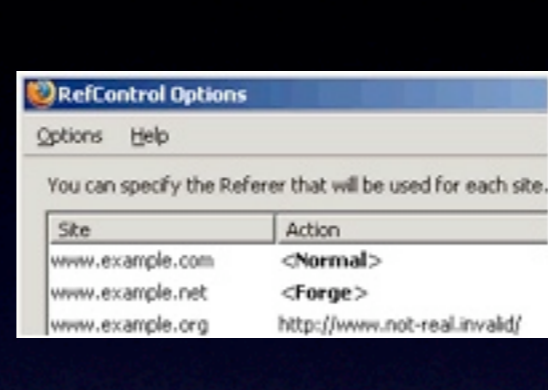 RefControl Options
Options Help
You can specify the Referer that will be used for each site.
Site Action
www.example.com <Normal>
www.example.net <Forge>
www.example.org http://www.not-real.invalid/